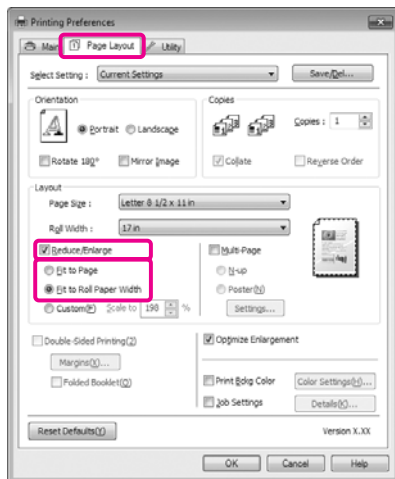 Printing Preferences
Main Page Layout Utility
Select Setting : Current Settings Save/Del...
Orientation
Portrait Landscape
Rotate 180° Mirror Image
Copies
Copies : 1
Collate Reverse Order
Layout
Page Size : Letter 8 1/2 x 11 in
Roll Width : 17 in
Reduce/Enlarge
Fit to Page
Fit to Roll Paper Width
Custom(F) Scale to 198 %
Multi-Page
N-up
Poster(N)
Settings...
Double-Sided Printing(2)
Margins(X)...
Folded Booklet(Q)
Optimize Enlargement
Print Bckg Color Color Settings(H)...
Job Settings Details(K)...
Reset Defaults(Y) Version X.XX
OK Cancel Help